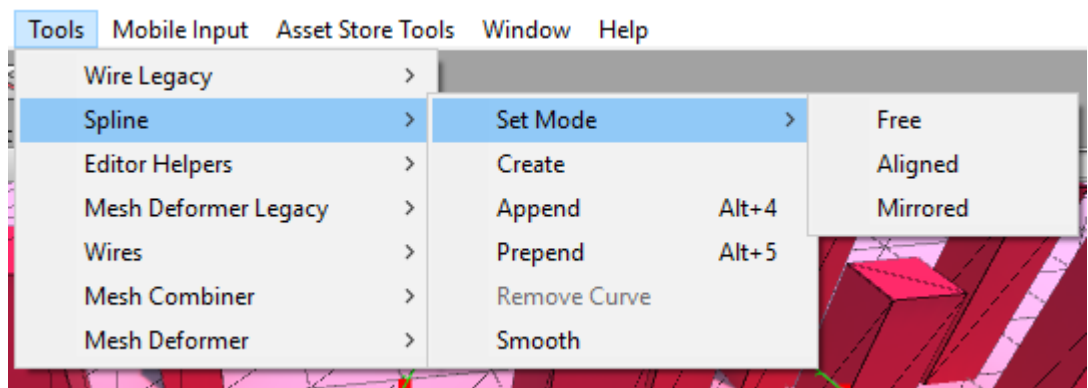 Tools Mobile Input Asset Store Tools Window Help
Wire Legacy
Spline
Editor Helpers
Mesh Deformer Legacy
Wires
Mesh Combiner
Mesh Deformer
Set Mode
Create
Append Alt+4
Prepend Alt+5
Remove Curve
Smooth
Free
Aligned
Mirrored